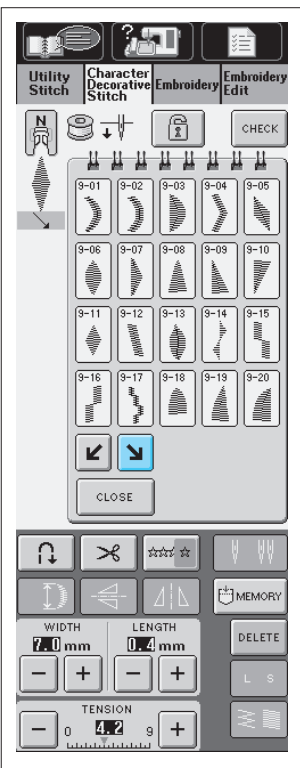 ?
Utility
Stitch
Character
Decorative
Stitch
Embroidery
Embroidery
Edit
N
CHECK
9-01 9-02 9-03 9-04 9-05
9-06 9-07 9-08 9-09 9-10
9-11 9-12 9-13 9-14 9-15
9-16 9-17 9-18 9-19 9-20
CLOSE
MEMORY
WIDTH
7.0 mm
− +
LENGTH
0.4 mm
− +
DELETE
L S
TENSION
− 0 4.2 9 +